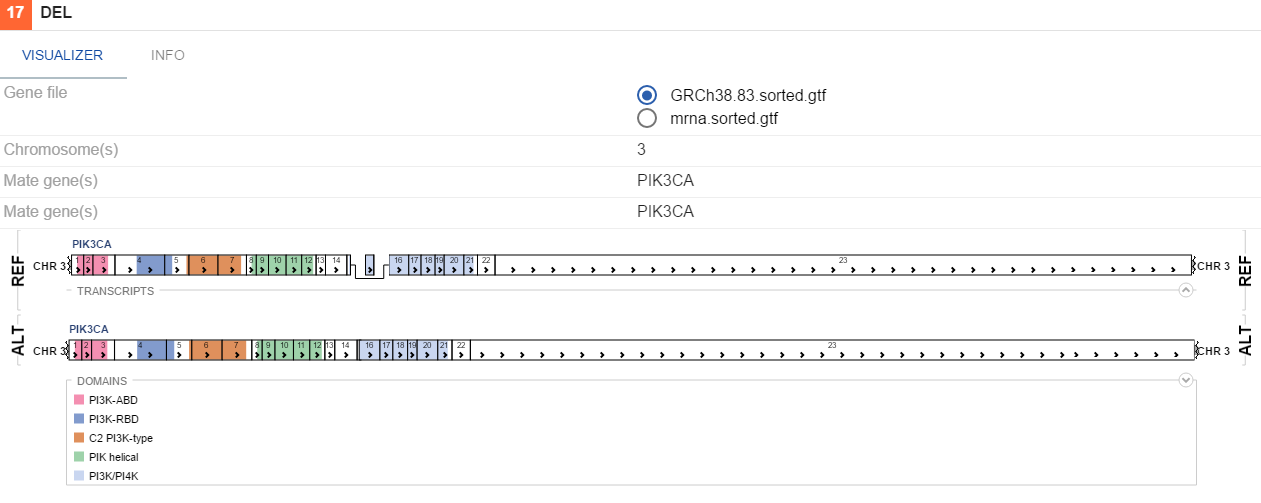 17 DEL
VISUALIZER INFO
Gene file
GRCh38.83.sorted.gtf
mrna.sorted.gtf
Chromosome(s) 3
Mate gene(s) PIK3CA
Mate gene(s) PIK3CA
PIK3CA
REF CHR 3 1 2 3 4 5 6 7 8 9 10 11 12 13 14 16 17 18 19 20 21 22 23 CHR 3 REF
TRANSCRIPTS
PIK3CA
ALT CHR 3 1 2 3 4 5 6 7 8 9 10 11 12 13 14 16 17 18 19 20 21 22 23 CHR 3 ALT
DOMAINS
PI3K-ABD
PI3K-RBD
C2 PI3K-type
PIK helical
PI3K/PI4K